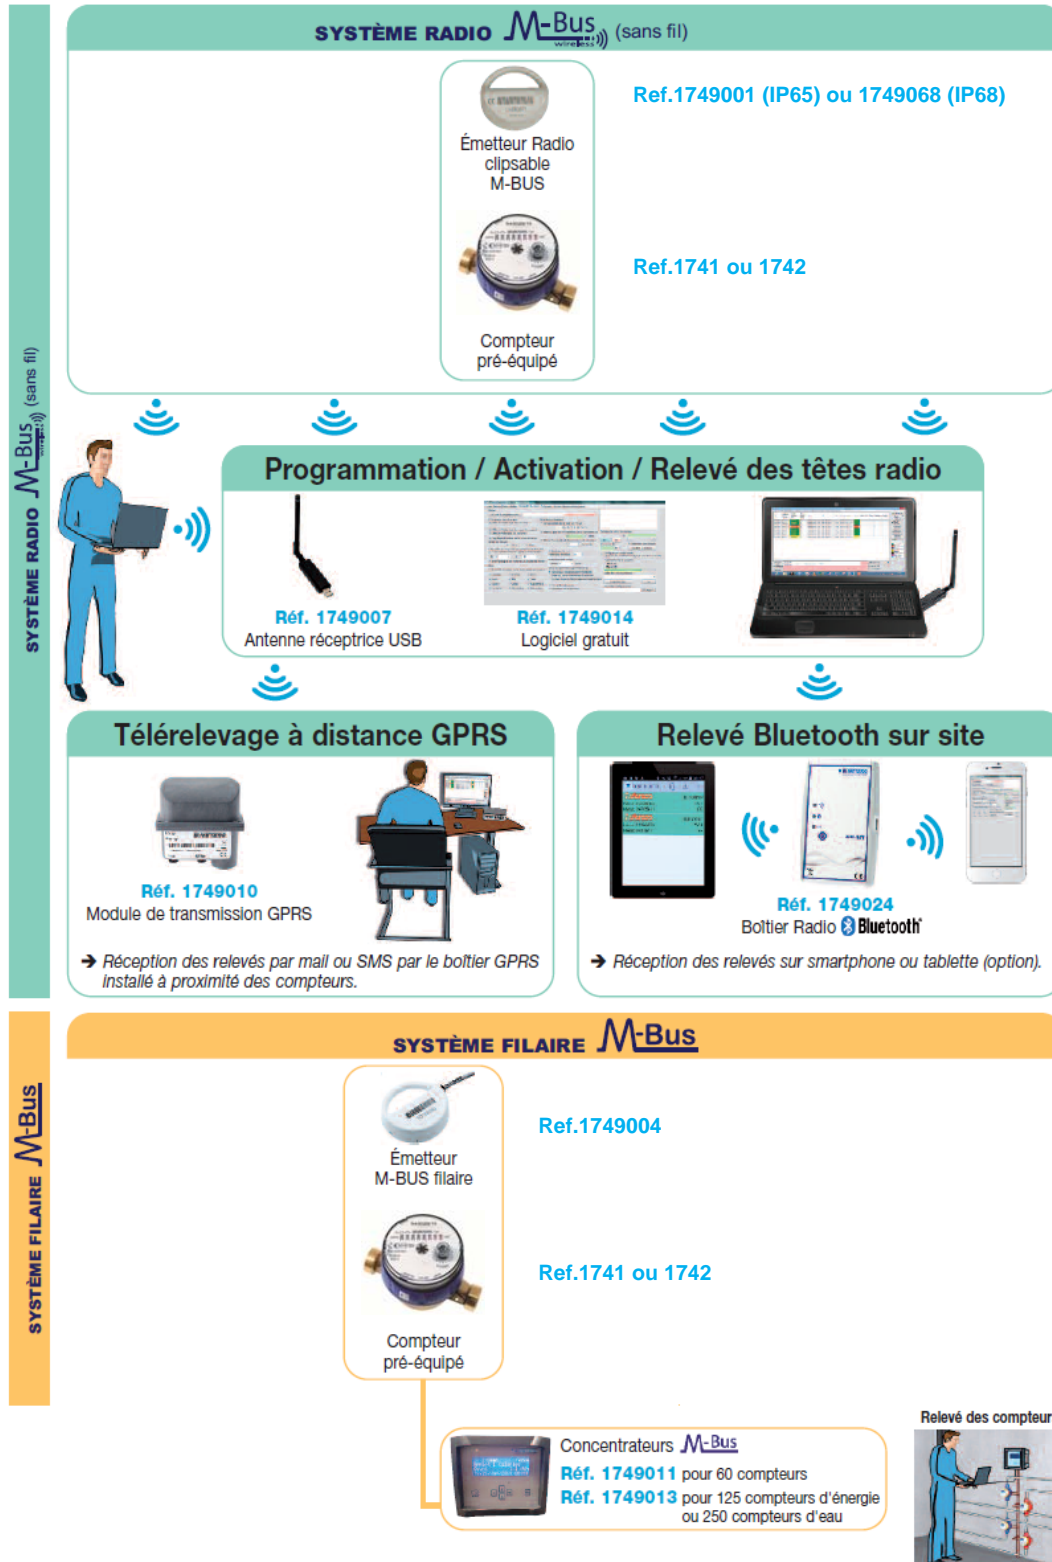 SYSTÈME RADIO M-Bus wireless (sans fil)
SYSTÈME RADIO M-Bus wireless (sans fil)
Ref.1749001 (IP65) ou 1749068 (IP68)
Émetteur Radio
clipsable
M-BUS
Ref.1741 ou 1742
Compteur
pré-équipé
Programmation / Activation / Relevé des têtes radio
Réf. 1749007
Antenne réceptrice USB
Réf. 1749014
Logiciel gratuit
Télérelevage à distance GPRS
Réf. 1749010
Module de transmission GPRS
➔ Réception des relevés par mail ou SMS par le boîtier GPRS
installé à proximité des compteurs.
Relevé Bluetooth sur site
Réf. 1749024
Boîtier Radio Bluetooth
➔ Réception des relevés sur smartphone ou tablette (option).
SYSTÈME FILAIRE M-Bus
SYSTÈME FILAIRE M-Bus
Ref.1749004
Émetteur
M-BUS filaire
Ref.1741 ou 1742
Compteur
pré-équipé
Concentrateurs M-Bus
Réf. 1749011 pour 60 compteurs
Réf. 1749013 pour 125 compteurs d'énergie
ou 250 compteurs d'eau
Relevé des compteur